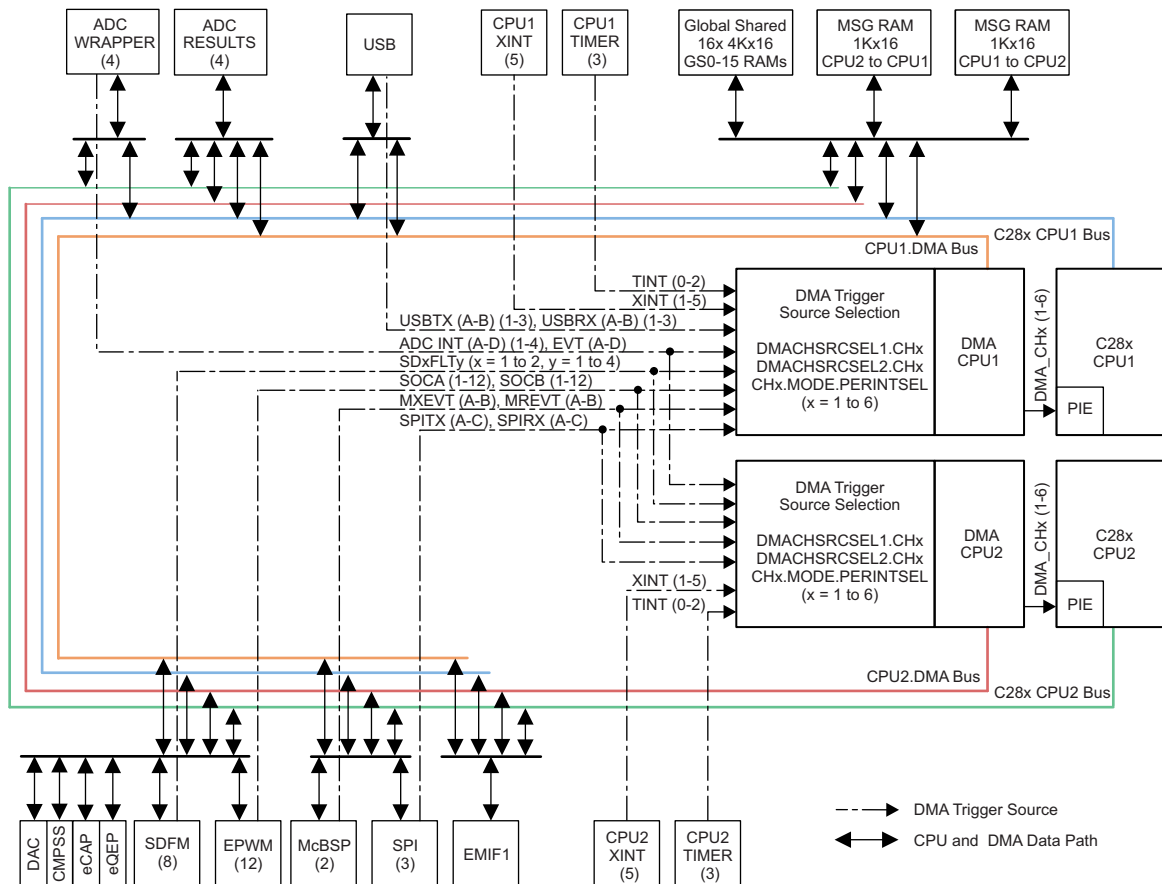 ADC
WRAPPER
(4)
ADC
RESULTS
(4)
USB
CPU1
XINT
(5)
CPU1
TIMER
(3)
Global Shared
16x 4Kx16
GS0-15 RAMs
MSG RAM
1Kx16
CPU2 to CPU1
MSG RAM
1Kx16
CPU1 to CPU2
C28x CPU1 Bus
CPU1.DMA Bus
TINT (0-2)
XINT (1-5)
USBTX (A-B) (1-3), USBRX (A-B) (1-3)
ADC INT (A-D) (1-4), EVT (A-D)
SDxFLTy (x = 1 to 2, y = 1 to 4)
SOCA (1-12), SOCB (1-12)
MXEVT (A-B), MREVT (A-B)
SPITX (A-C), SPIRX (A-C)
DMA Trigger
Source Selection
DMACHSRCSEL1.CHx
DMACHSRCSEL2.CHx
CHx.MODE.PERINTSEL
(x = 1 to 6)
DMA
CPU1
DMA_CHx (1-6)
C28x
CPU1
PIE
DMA Trigger
Source Selection
DMACHSRCSEL1.CHx
DMACHSRCSEL2.CHx
CHx.MODE.PERINTSEL
(x = 1 to 6)
DMA
CPU2
DMA_CHx (1-6)
C28x
CPU2
PIE
XINT (1-5)
TINT (0-2)
CPU2.DMA Bus
C28x CPU2 Bus
DAC
CMPSS
eCAP
eQEP
SDFM
(8)
EPWM
(12)
McBSP
(2)
SPI
(3)
EMIF1
CPU2
XINT
(5)
CPU2
TIMER
(3)
DMA Trigger Source
CPU and DMA Data Path